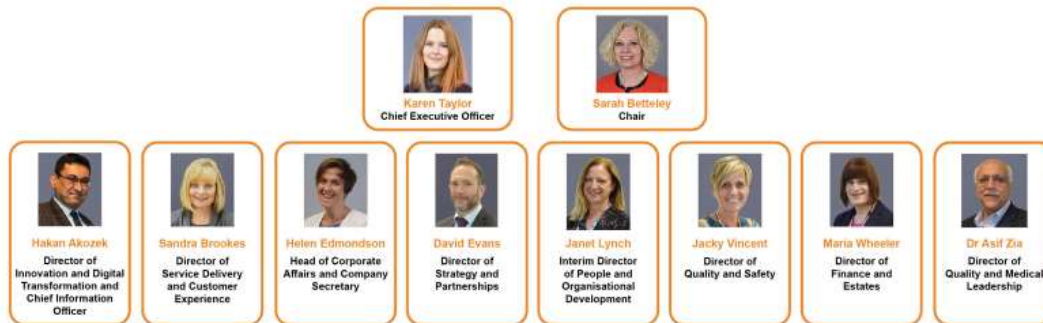 Karen Taylor
Chief Executive Officer
Sarah Betteley
Chair
Hakan Akozek
Director of
Innovation and Digital
Transformation and
Chief Information
Officer
Sandra Brookes
Director of
Service Delivery
and Customer
Experience
Helen Edmondson
Head of Corporate
Affairs and Company
Secretary
David Evans
Director of
Strategy and
Partnerships
Janet Lynch
Interim Director
of People and
Organisational
Development
Jacky Vincent
Director of
Quality and Safety
Maria Wheeler
Director of
Finance and
Estates
Dr Asif Zia
Director of
Quality and Medical
Leadership